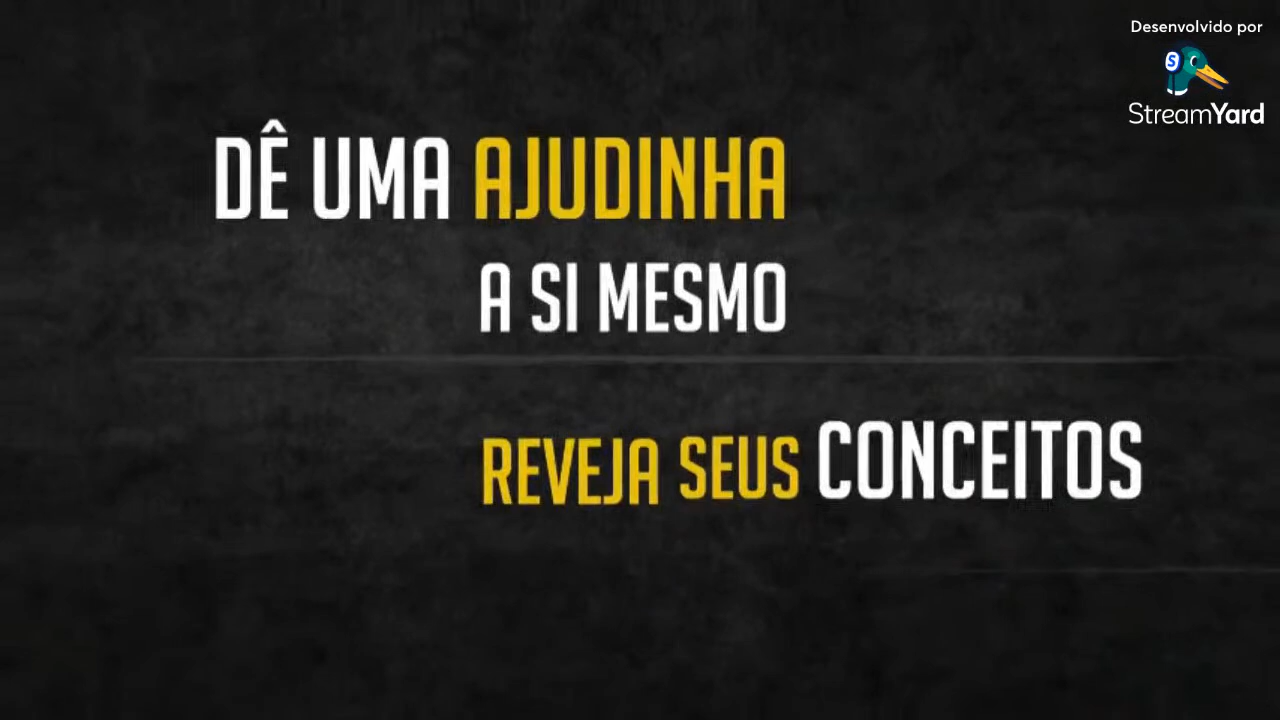 Desenvolvido por
StreamYard
DÊ UMA AJUDINHA
A SI MESMO
REVEJA SEUS CONCEITOS